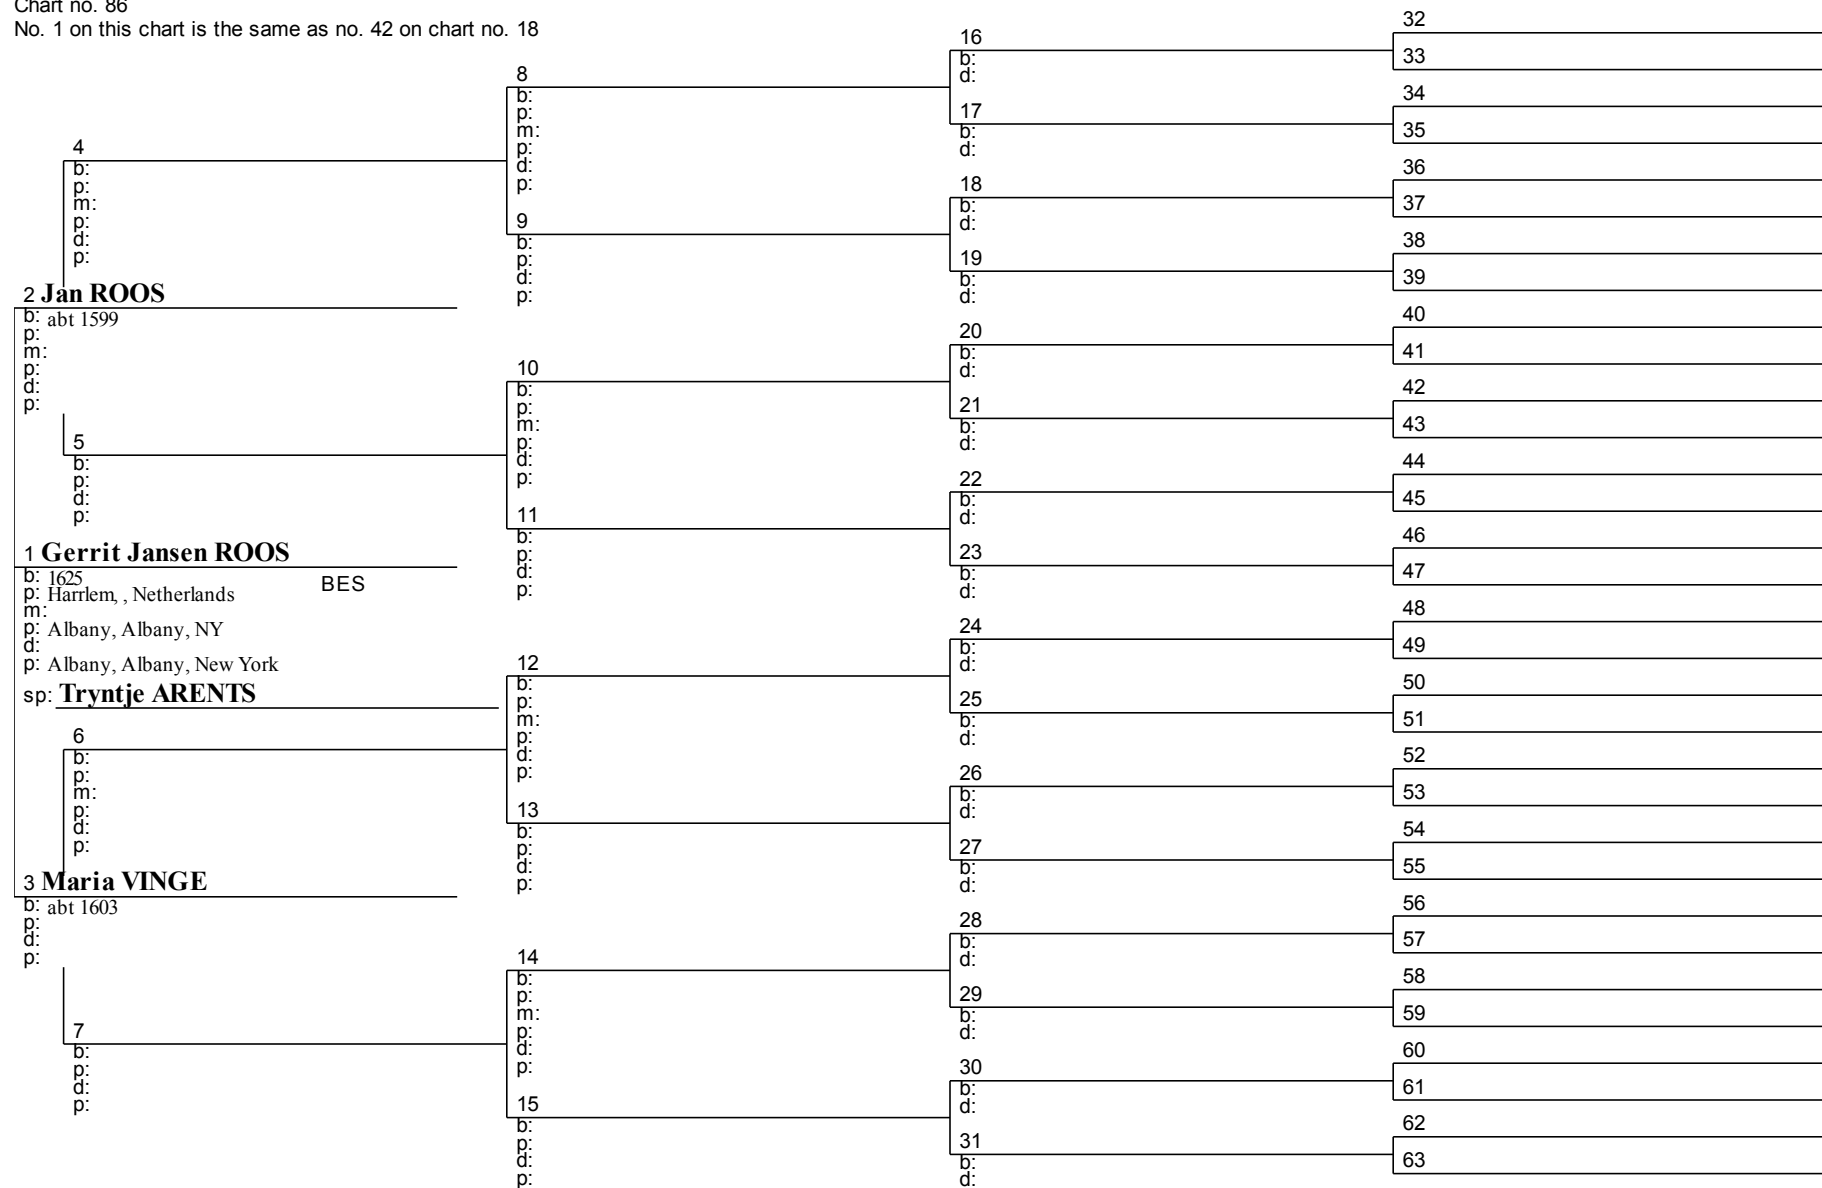 Chart no. 86
No. 1 on this chart is the same as no. 42 on chart no. 18
4
b:
p:
m:
p:
d:
p:
2 Jan ROOS
b: abt 1599
p:
m:
p:
d:
p:
5
b:
p:
d:
p:
1 Gerrit Jansen ROOS
b: 1625
BES
p: Harrlem, , Netherlands
m:
p: Albany, Albany, NY
d:
p: Albany, Albany, New York
sp: Tryntje ARENTS
6
b:
p:
m:
p:
d:
p:
3 Maria VINGE
b: abt 1603
p:
d:
p:
7
b:
p:
d:
p:
8
b:
p:
m:
p:
d:
p:
9
b:
p:
d:
p:
10
b:
p:
m:
p:
d:
p:
11
b:
p:
d:
p:
12
b:
p:
m:
p:
d:
p:
13
b:
p:
d:
p:
14
b:
p:
m:
p:
d:
p:
15
b:
p:
d:
p:
16
b:
d:
17
b:
d:
18
b:
d:
19
b:
d:
20
b:
d:
21
b:
d:
22
b:
d:
23
b:
d:
24
b:
d:
25
b:
d:
26
b:
d:
27
b:
d:
28
b:
d:
29
b:
d:
30
b:
d:
31
b:
d:
32
33
34
35
36
37
38
39
40
41
42
43
44
45
46
47
48
49
50
51
52
53
54
55
56
57
58
59
60
61
62
63